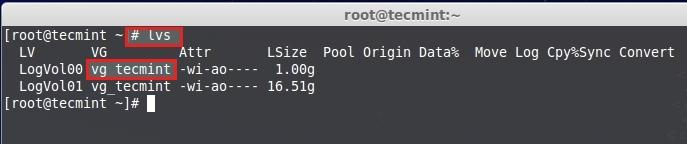 root@tecmint:~
[root@tecmint ~ # lvs
LV VG Attr LSize Pool Origin Data% Move Log Cpy%Sync Convert
LogVol00 vg_tecmint -wi-ao---- 1.00g
LogVol01 vg_tecmint -wi-ao---- 16.51g
[root@tecmint ~]#